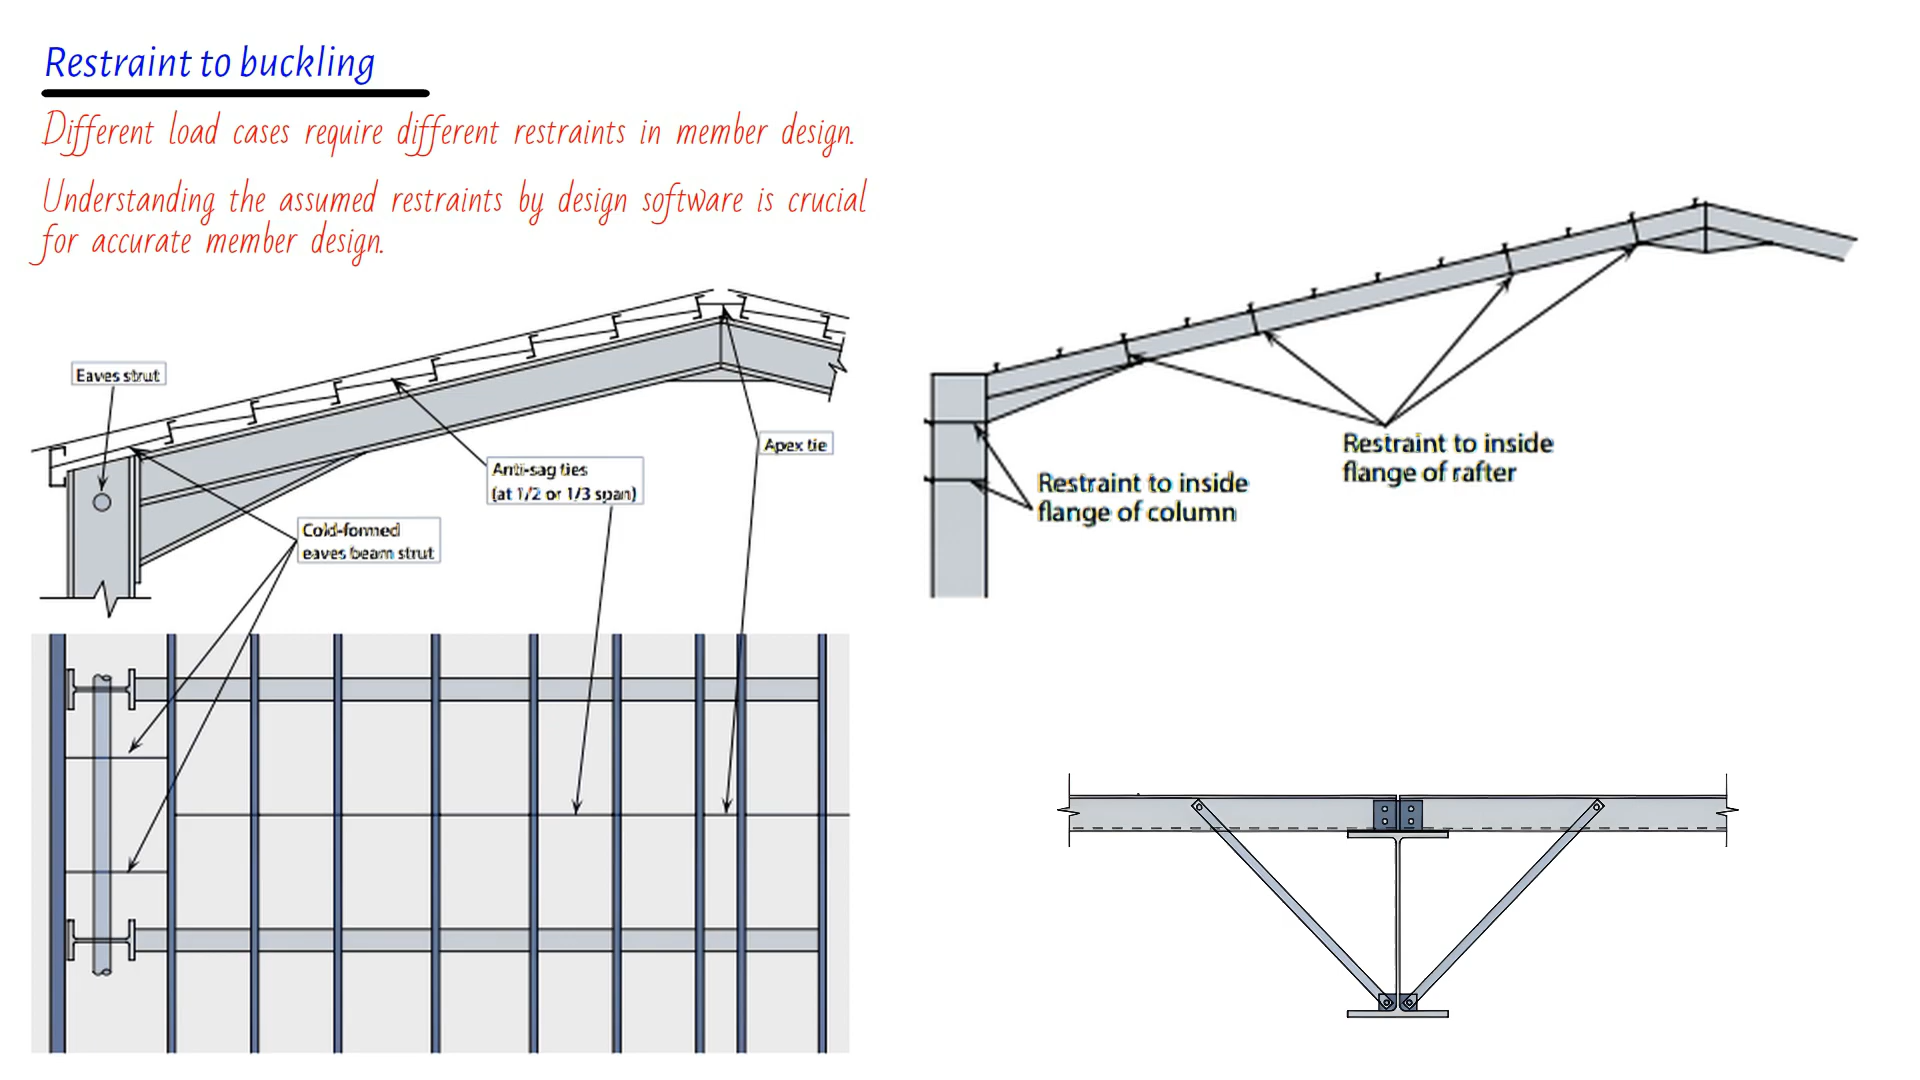 Restraint to buckling
Different load cases require different restraints in member design.
Understanding the assumed restraints by design software is crucial
for accurate member design.
Eaves strut
Apex tie
Anti-sag ties
(at 1/2 or 1/3 span)
Cold-formed
eaves beam strut
Restraint to inside
flange of rafter
Restraint to inside
flange of column